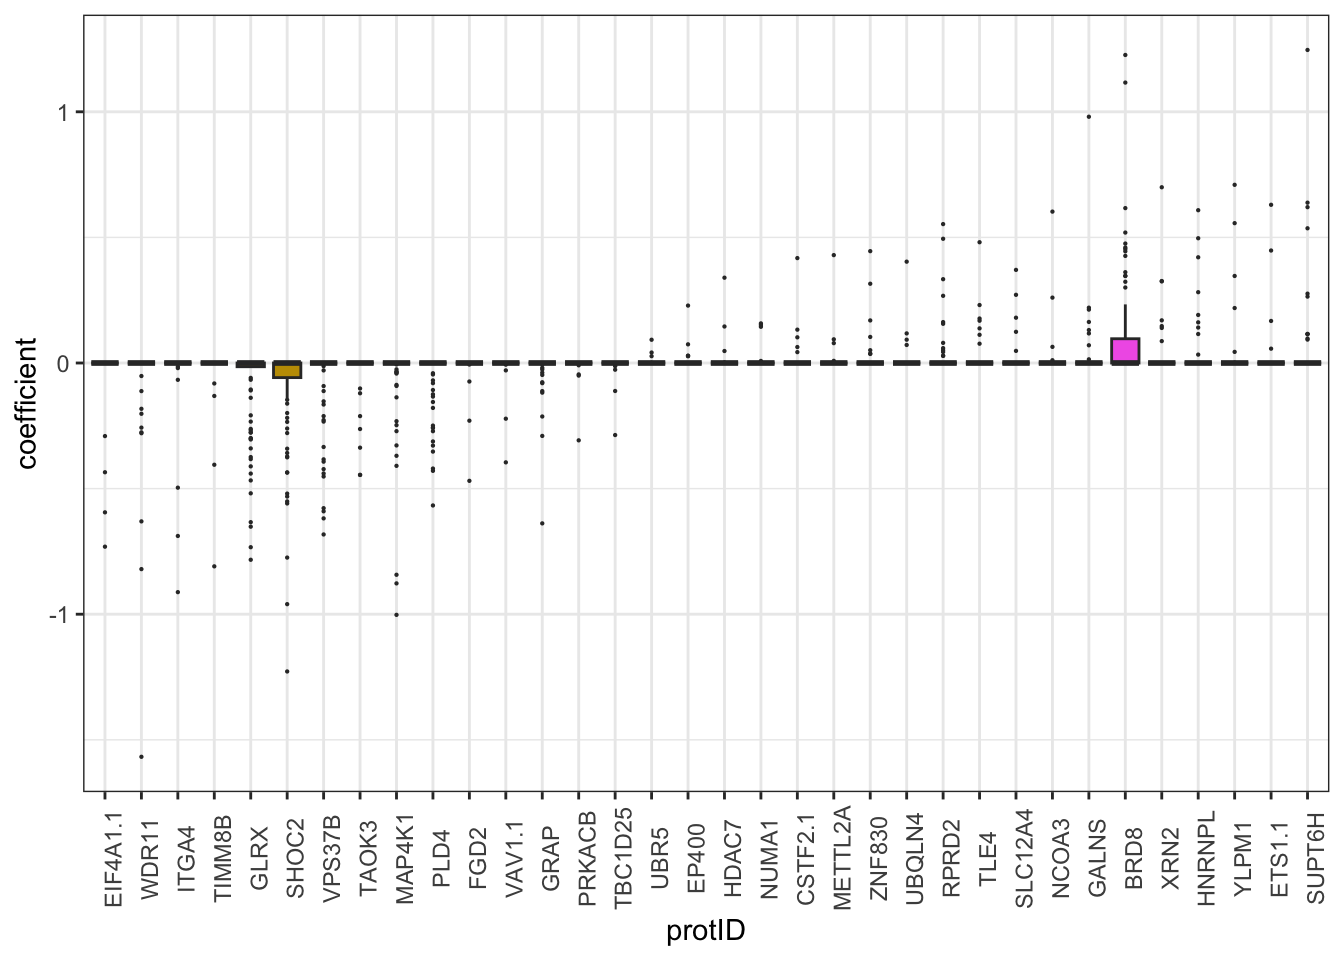 coefficient
1
0
-1
EIF4A1.1
WDR11
ITGA4
TIMM8B
GLRX
SHOC2
VPS37B
TAOK3
MAP4K1
PLD4
FGD2
VAV1.1
GRAP
PRKACB
TBC1D25
UBR5
EP400
HDAC7
NUMA1
CSTF2.1
METTL2A
ZNF830
UBQLN4
RPRD2
TLE4
SLC12A4
NCOA3
GALNS
BRD8
XRN2
HNRNPL
YLPM1
ETS1.1
SUPT6H
protID